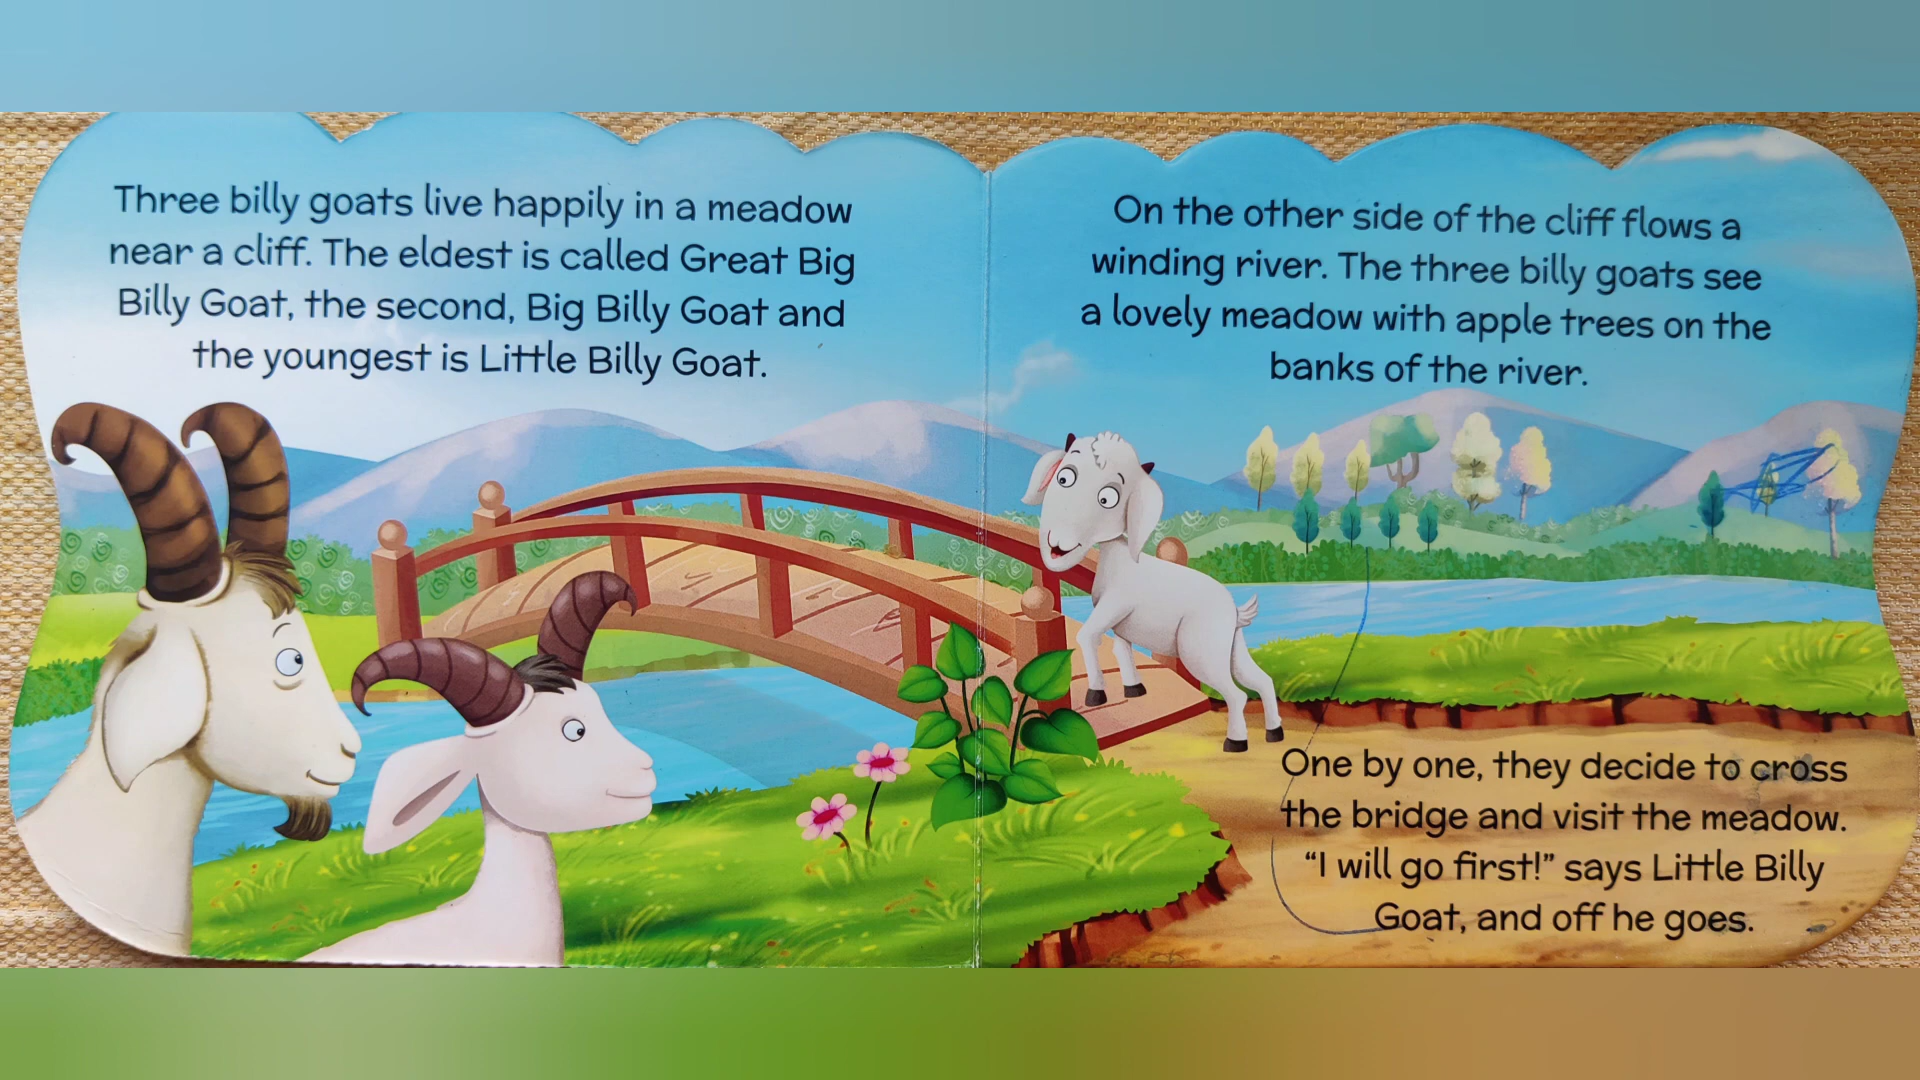 Three billy goats live happily in a meadow
near a cliff. The eldest is called Great Big
Billy Goat, the second, Big Billy Goat and
the youngest is Little Billy Goat.
On the other side of the cliff flows a
winding river. The three billy goats see
a lovely meadow with apple trees on the
banks of the river.
One by one, they decide to cross
the bridge and visit the meadow.
“I will go first!” says Little Billy
Goat, and off he goes.